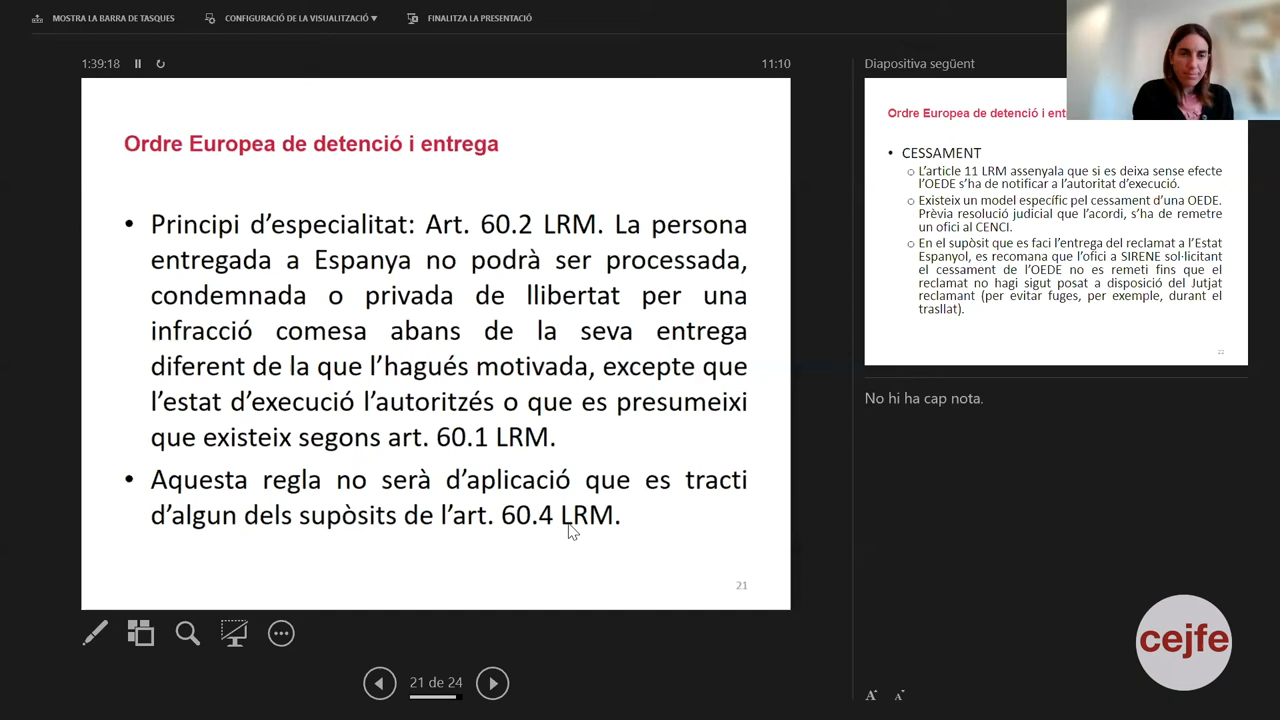 MOSTRA LA BARRA DE TASQUES
CONFIGURACIÓ DE LA VISUALITZACIÓ ▼
FINALITZA LA PRESENTACIÓ
1:39:18
11:10
Ordre Europea de detenció i entrega
• Principi d’especialitat: Art. 60.2 LRM. La persona
entregada a Espanya no podrà ser processada,
condemnada o privada de llibertat per una
infracció comesa abans de la seva entrega
diferent de la que l’hagués motivada, excepte que
l’estat d’execució l’autoritzés o que es presumeixi
que existeix segons art. 60.1 LRM.
• Aquesta regla no serà d’aplicació que es tracti
d’algun dels supòsits de l’art. 60.4 LRM.
21
21 de 24
Diapositiva següent
Ordre Europea de detenció i ent
• CESSAMENT
L’article 11 LRM assenyala que si es deixa sense efecte
l’OEDE s’ha de notificar a l’autoritat d’execució.
Existeix un model específic pel cessament d’una OEDE.
Prèvia resolució judicial que l’acordi, s’ha de remetre
un ofici al CENCI.
En el supòsit que es faci l’entrega del reclamat a l’Estat
Espanyol, es recomana que l’ofici a SIRENE sol·licitant
el cessament de l’OEDE no es remeti fins que el
reclamat no hagi sigut posat a disposició del Jutjat
reclamant (per evitar fuges, per exemple, durant el
trasllat).
22
No hi ha cap nota.
cejfe
A A